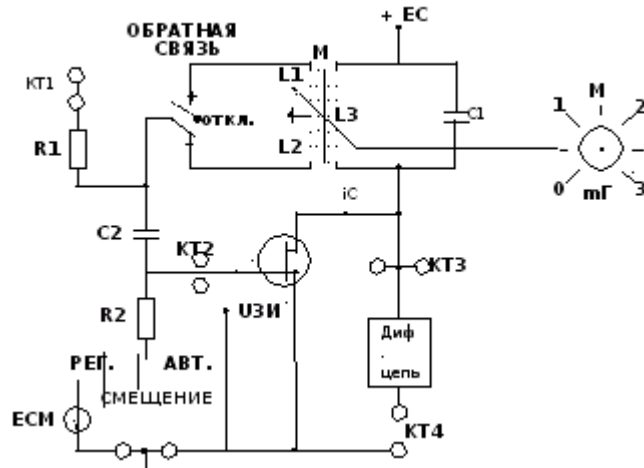 + ЕС
ОБРАТНАЯ
СВЯЗЬ
М
КТ1
L1
откл.
L3
C1
1
М
2
R1
L2
0
mГ
3
iC
C2
КТ2
КТ3
R2
UЗИ
Диф
.
цепь
РЕГ.
АВТ.
СМЕЩЕНИЕ
ЕСМ
КТ4